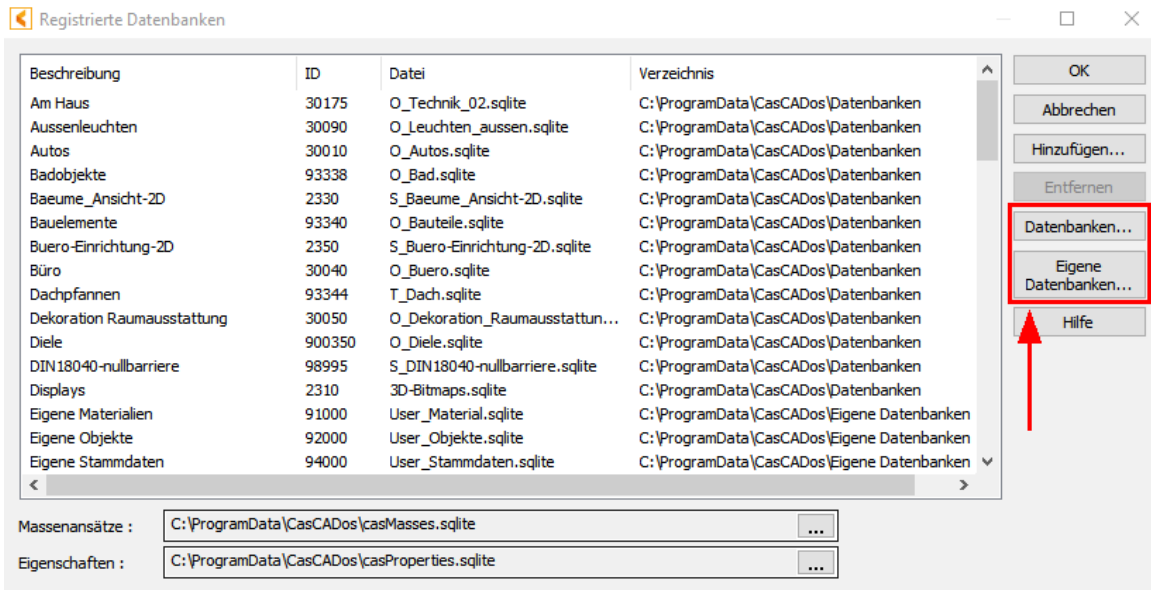 Registrierte Datenbanken
Beschreibung ID Datei Verzeichnis
Am Haus 30175 O_Technik_02.sqlite C:\ProgramData\CasCADos\Datenbanken
Aussenleuchten 30090 O_Leuchten_aussen.sqlite C:\ProgramData\CasCADos\Datenbanken
Autos 30010 O_Autos.sqlite C:\ProgramData\CasCADos\Datenbanken
Badobjekte 93338 O_Bad.sqlite C:\ProgramData\CasCADos\Datenbanken
Baeume_Ansicht-2D 2330 S_Baeume_Ansicht-2D.sqlite C:\ProgramData\CasCADos\Datenbanken
Bauelemente 93340 O_Bauteile.sqlite C:\ProgramData\CasCADos\Datenbanken
Buero-Einrichtung-2D 2350 S_Buero-Einrichtung-2D.sqlite C:\ProgramData\CasCADos\Datenbanken
Büro 30040 O_Buero.sqlite C:\ProgramData\CasCADos\Datenbanken
Dachpfannen 93344 T_Dach.sqlite C:\ProgramData\CasCADos\Datenbanken
Dekoration Raumausstattung 30050 O_Dekoration_Raumausstattun... C:\ProgramData\CasCADos\Datenbanken
Diele 900350 O_Diele.sqlite C:\ProgramData\CasCADos\Datenbanken
DIN18040-nullbarriere 98995 S_DIN18040-nullbarriere.sqlite C:\ProgramData\CasCADos\Datenbanken
Displays 2310 3D-Bitmaps.sqlite C:\ProgramData\CasCADos\Datenbanken
Eigene Materialien 91000 User_Material.sqlite C:\ProgramData\CasCADos\Eigene Datenbanken
Eigene Objekte 92000 User_Objekte.sqlite C:\ProgramData\CasCADos\Eigene Datenbanken
Eigene Stammdaten 94000 User_Stammdaten.sqlite C:\ProgramData\CasCADos\Eigene Datenbanken
OK
Abbrechen
Hinzufügen...
Entfernen
Datenbanken...
Eigene
Datenbanken...
Hilfe
Massenansätze : C:\ProgramData\CasCADos\casMasses.sqlite ...
Eigenschaften : C:\ProgramData\CasCADos\casProperties.sqlite ...